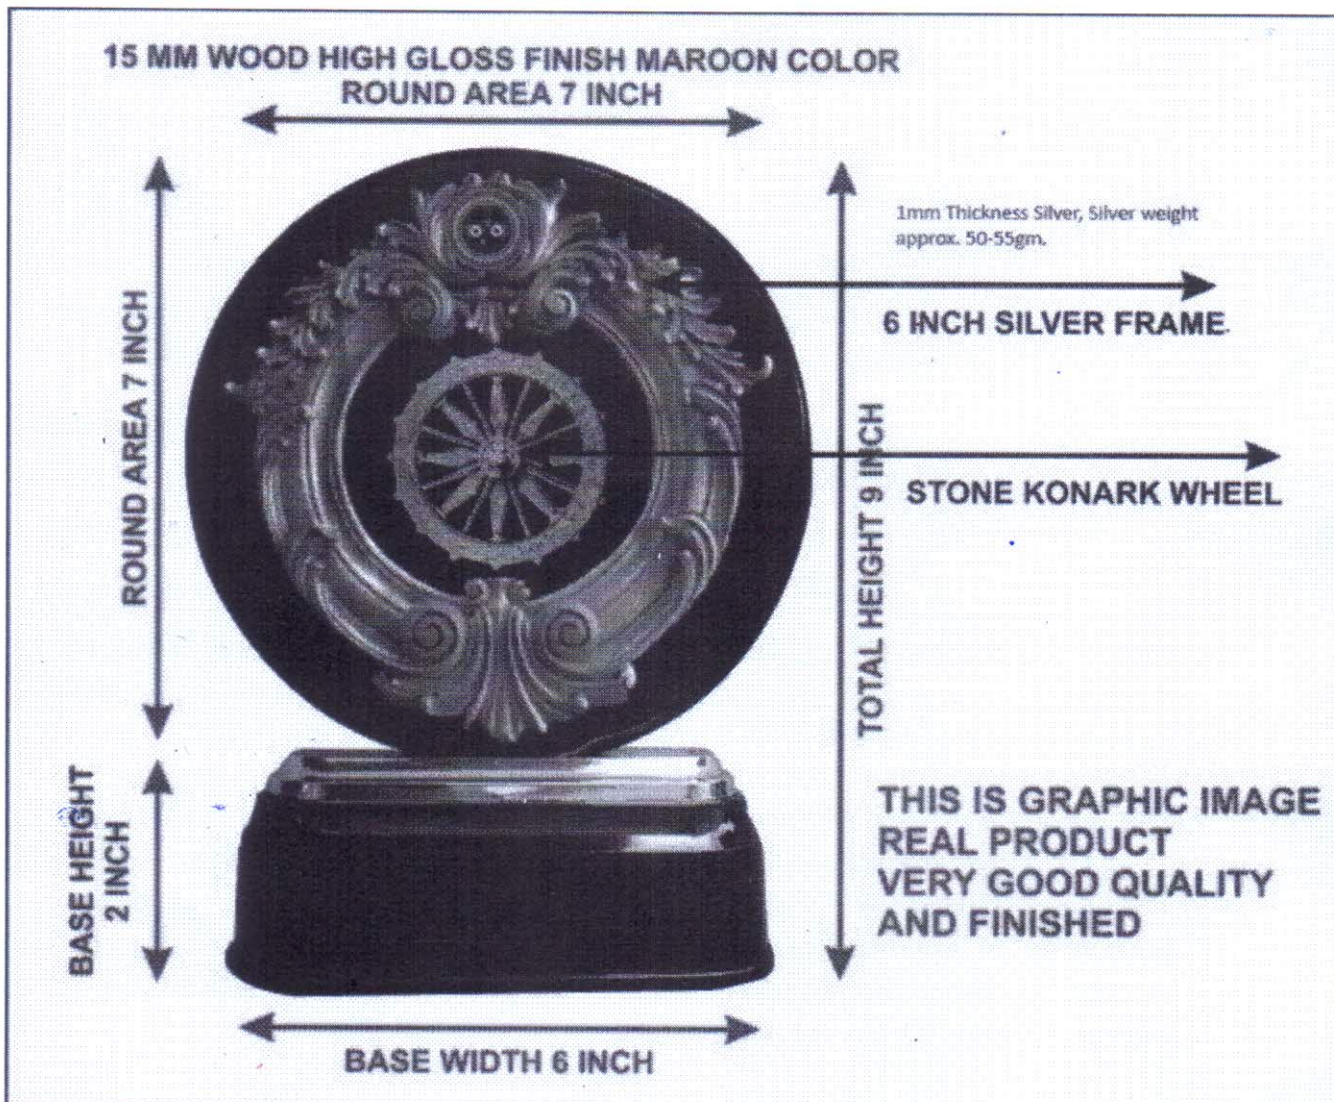 15 MM WOOD HIGH GLOSS FINISH MAROON COLOR
ROUND AREA 7 INCH
ROUND AREA 7 INCH
1mm Thickness Silver, Silver weight
approx. 50-55gm.
6 INCH SILVER FRAME.
STONE KONARK WHEEL
TOTAL HEIGHT 9 INCH
BASE HEIGHT
2 INCH
THIS IS GRAPHIC IMAGE
REAL PRODUCT
VERY GOOD QUALITY
AND FINISHED
BASE WIDTH 6 INCH